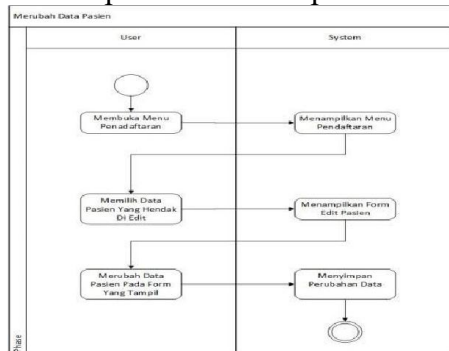 Merubah Data Pasien
User
System
Membuka Menu
Penadaftaran
Menampilkan Menu
Pendaftaran
Memilih Data
Pasien Yang Hendak
Di Edit
Menampilkan Form
Edit Pasien
Merubah Data
Pasien Pada Form
Yang Tampil
Menyimpan
Perubahan Data
Phase